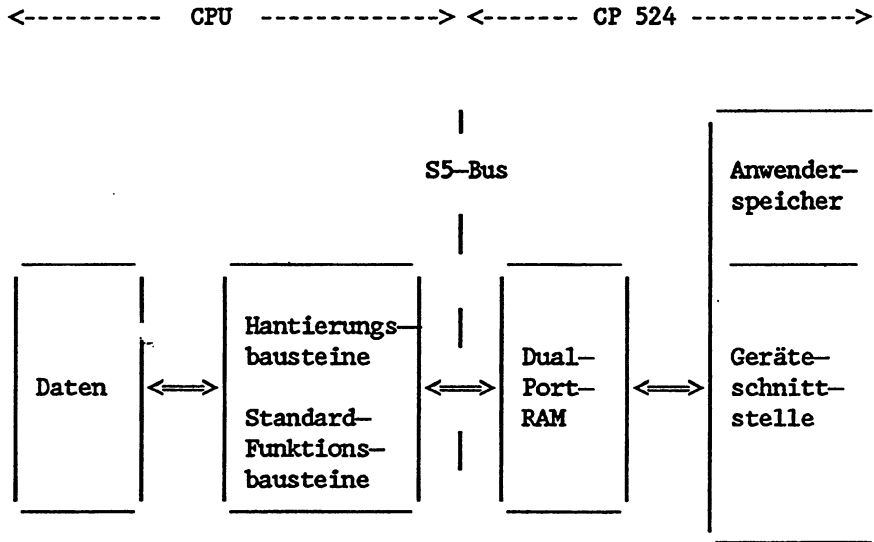 <---------- CPU -------------> <------- CP 524 ------------>
S5-Bus
Anwender-
speicher
Daten
Hantierungs-
bausteine
Standard-
Funktions-
bausteine
Dual-
Port-
RAM
Geräte-
schnitt-
stelle